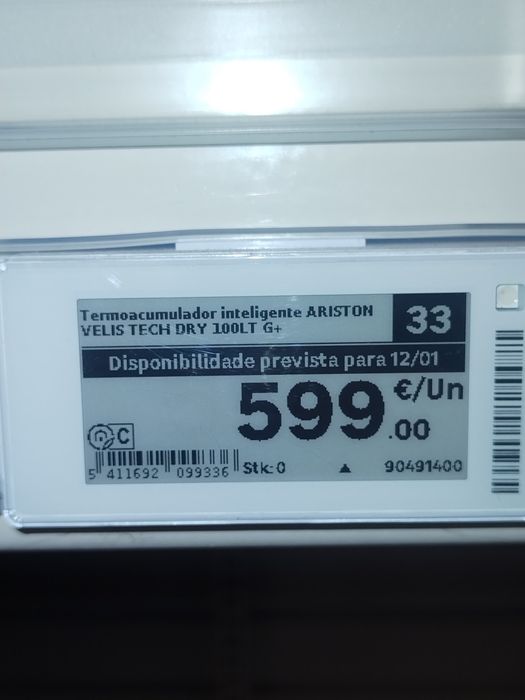 Termoacumulador inteligente ARISTON
VELIS TECH DRY 100LT G+
33
Disponibilidade prevista para 12/01
599.00 €/Un
C
5 411692 099336 Stk:0 ▲ 90491400